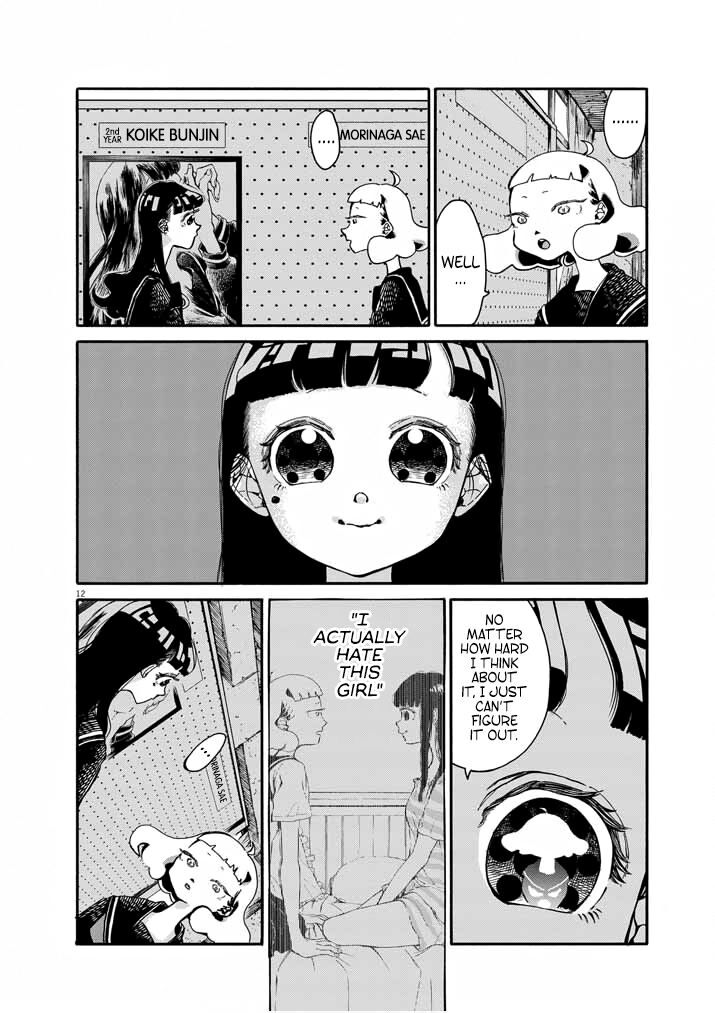 .......
WELL
...
2nd
YEAR
KOIKE BUNJIN
....
MORINAGA SAE
12
NO
MATTER
HOW HARD
I THINK
ABOUT
IT, I JUST
CAN'T
FIGURE
IT OUT.
"I
ACTUALLY
HATE
THIS
GIRL"
....
RINAGA SAE